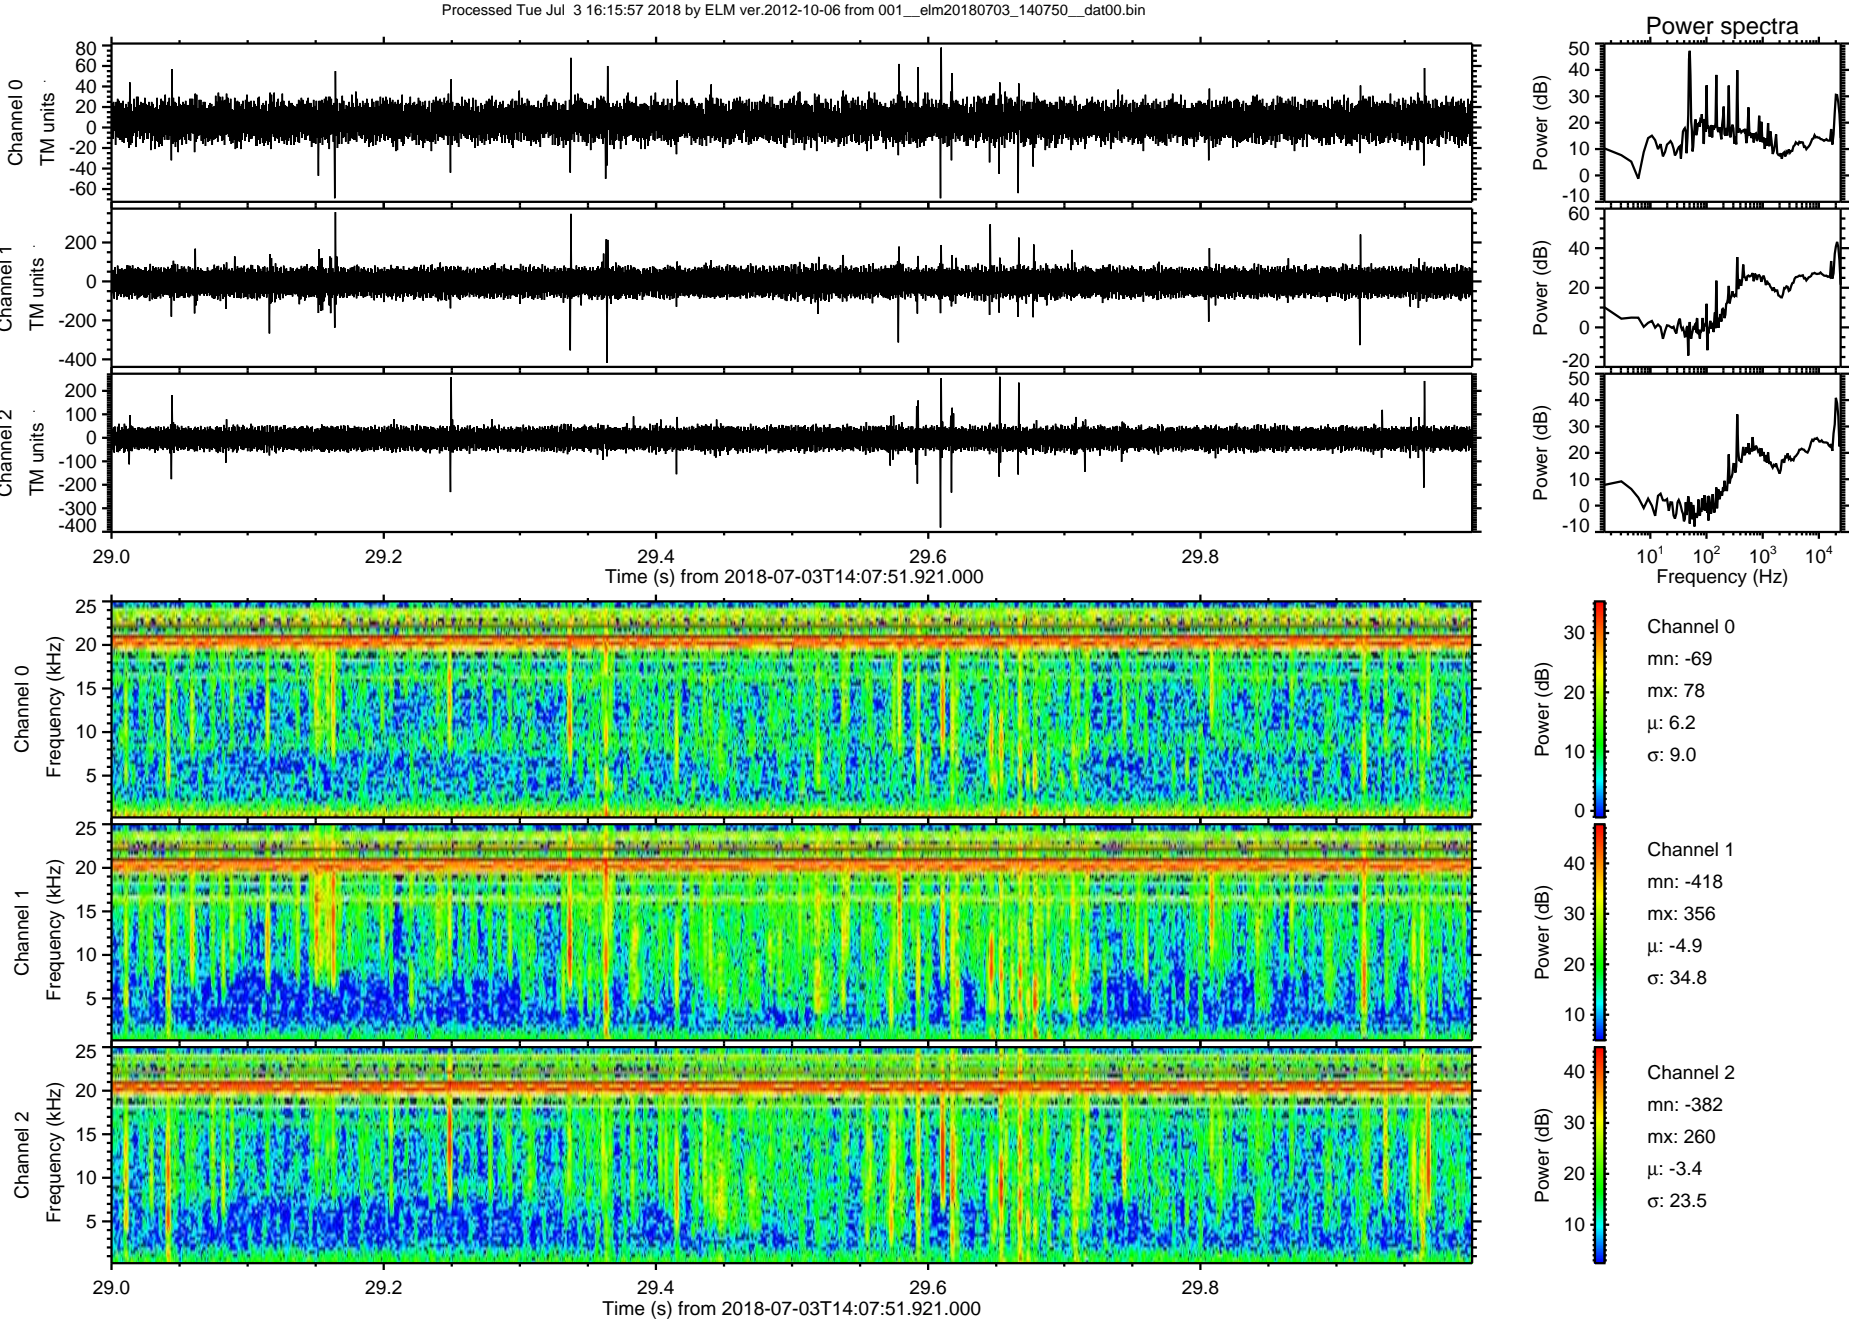 Processed Tue Jul  3 16:15:57 2018 by ELM ver.2012-10-06 from 001__elm20180703_140750__dat00.bin
Power spectra
Channel 0
TM units
80
60
40
20
0
-20
-40
-60
Power (dB)
50
40
30
20
10
0
-10
Channel 1
TM units
200
0
-200
-400
Power (dB)
60
40
20
0
-20
Channel 2
TM units
200
100
0
-100
-200
-300
-400
Power (dB)
50
40
30
20
10
0
-10
29.0 29.2 29.4 29.6 29.8
Time (s) from 2018-07-03T14:07:51.921.000
10¹ 10² 10³ 10⁴
Frequency (Hz)
Channel 0
Frequency (kHz)
25
20
15
10
5
Power (dB)
30
20
10
0
Channel 0
mn: -69
mx: 78
μ: 6.2
σ: 9.0
Channel 1
Frequency (kHz)
25
20
15
10
5
Power (dB)
40
30
20
10
Channel 1
mn: -418
mx: 356
μ: -4.9
σ: 34.8
Channel 2
Frequency (kHz)
25
20
15
10
5
Power (dB)
40
30
20
10
Channel 2
mn: -382
mx: 260
μ: -3.4
σ: 23.5
29.0 29.2 29.4 29.6 29.8
Time (s) from 2018-07-03T14:07:51.921.000